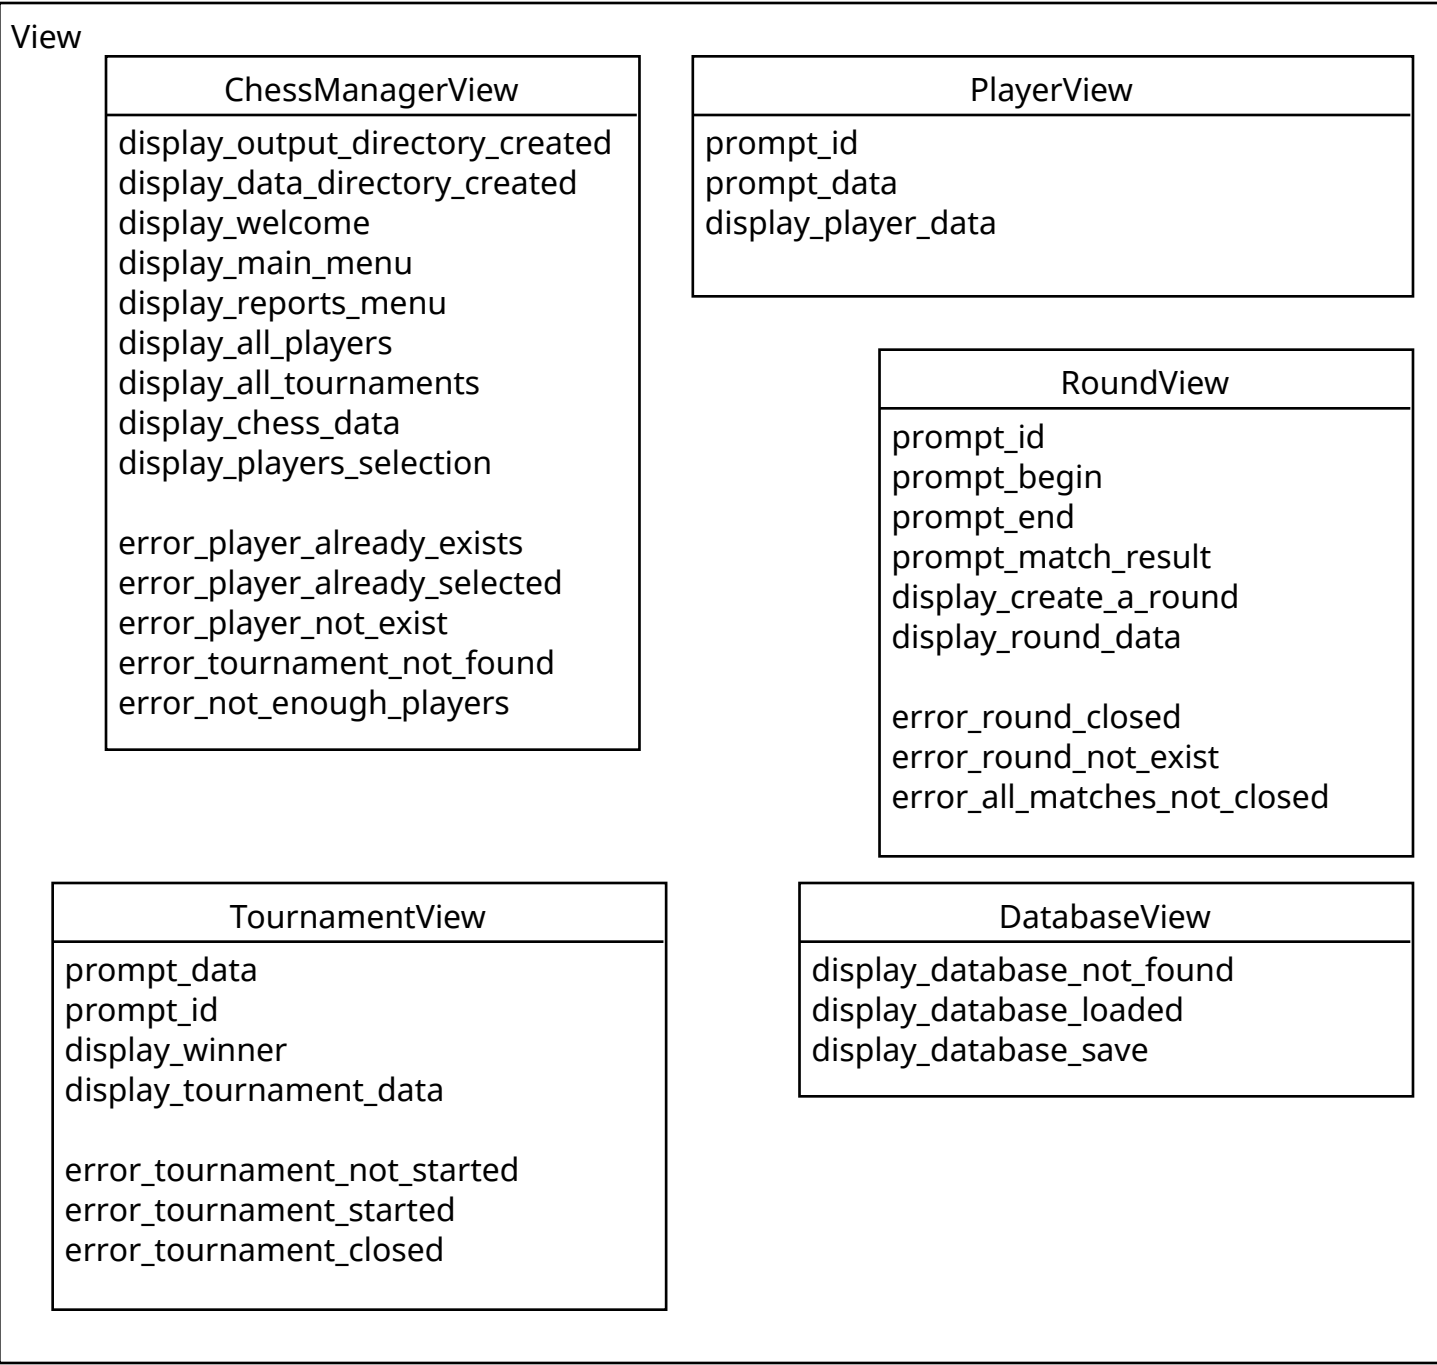 View
ChessManagerView
display_output_directory_created
display_data_directory_created
display_welcome
display_main_menu
display_reports_menu
display_all_players
display_all_tournaments
display_chess_data
display_players_selection
error_player_already_exists
error_player_already_selected
error_player_not_exist
error_tournament_not_found
error_not_enough_players
PlayerView
prompt_id
prompt_data
display_player_data
RoundView
prompt_id
prompt_begin
prompt_end
prompt_match_result
display_create_a_round
display_round_data
error_round_closed
error_round_not_exist
error_all_matches_not_closed
TournamentView
prompt_data
prompt_id
display_winner
display_tournament_data
error_tournament_not_started
error_tournament_started
error_tournament_closed
DatabaseView
display_database_not_found
display_database_loaded
display_database_save